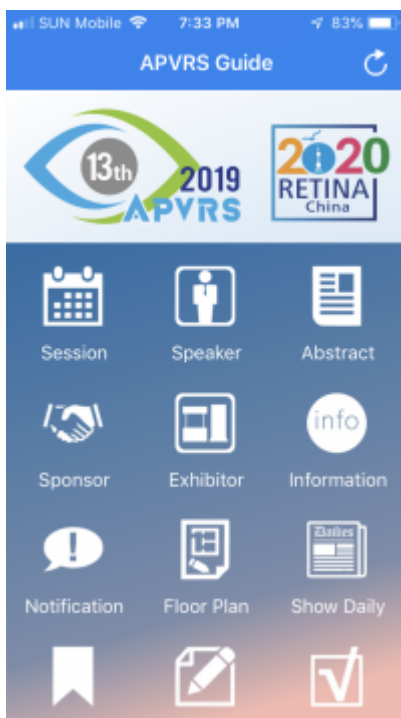 SUN Mobile 7:33 PM 83%
APVRS Guide
13th
2019
APVRS
2020
RETINA
China
Session Speaker Abstract
info
Sponsor Exhibitor Information
!
Dailies
Notification Floor Plan Show Daily